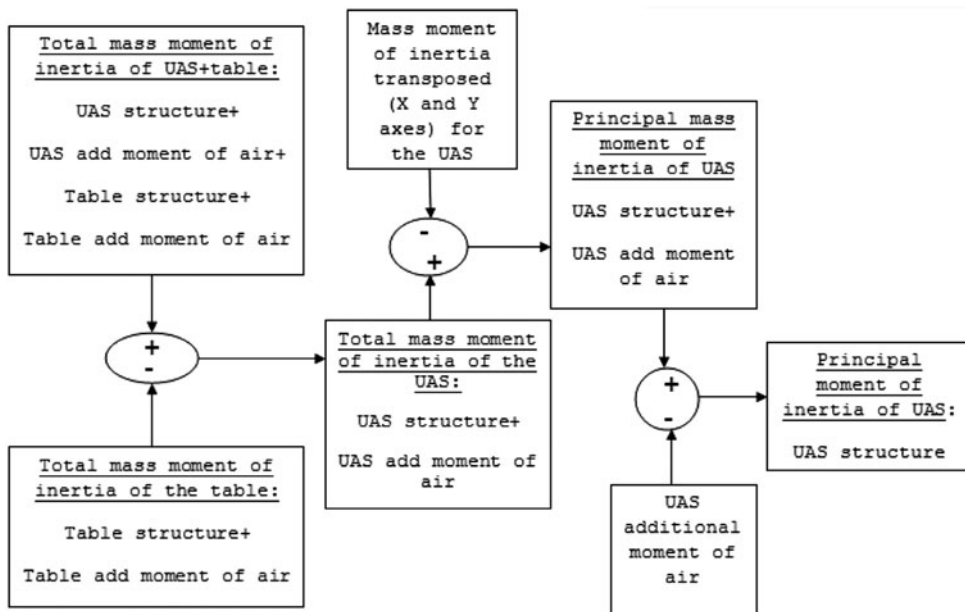 Total mass moment of
inertia of UAS+table:
UAS structure+
UAS add moment of air+
Table structure+
Table add moment of air
Mass moment
of inertia
transposed
(X and Y
axes) for
the UAS
Principal mass
moment of
inertia of UAS
UAS structure+
UAS add moment
of air
-
+
+
-
Total mass moment
of inertia of the
UAS:
UAS structure+
UAS add moment of
air
+
-
Principal
moment of
inertia of UAS:
UAS structure
Total mass moment of
inertia of the table:
Table structure+
Table add moment of air
UAS
additional
moment of
air